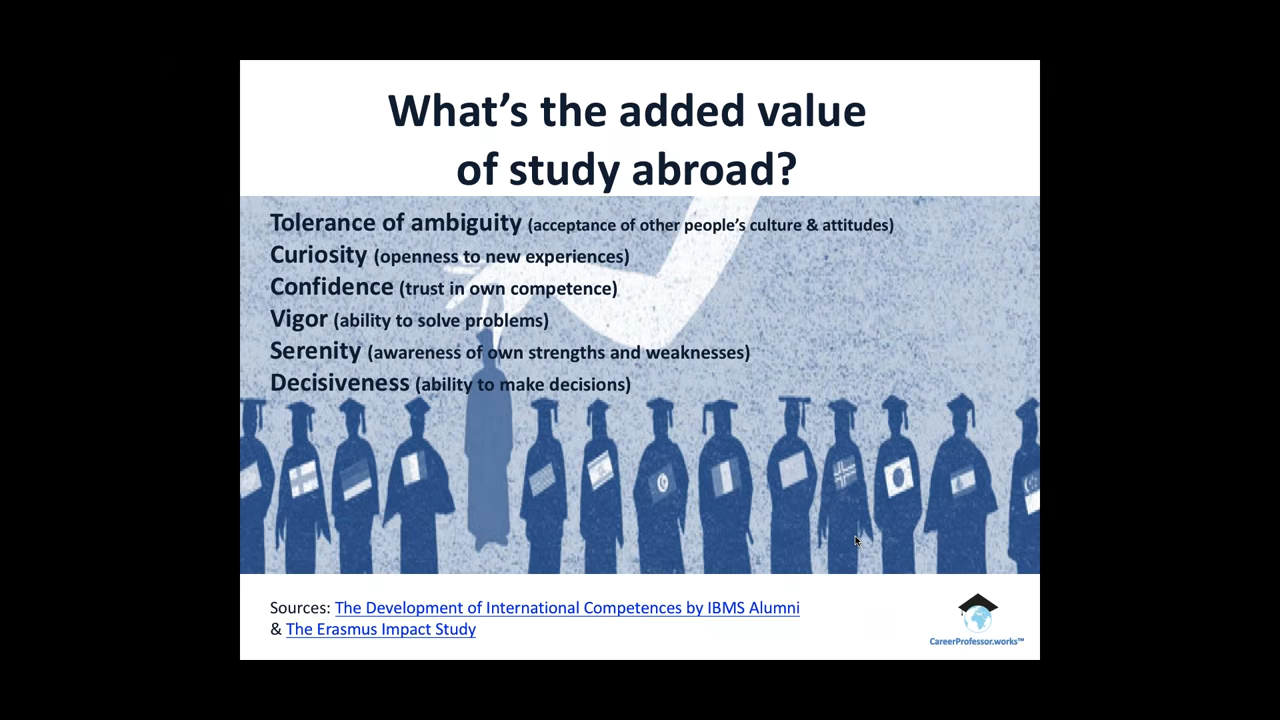 What’s the added value
of study abroad?
Tolerance of ambiguity (acceptance of other people’s culture & attitudes)
Curiosity (openness to new experiences)
Confidence (trust in own competence)
Vigor (ability to solve problems)
Serenity (awareness of own strengths and weaknesses)
Decisiveness (ability to make decisions)
Sources: The Development of International Competences by IBMS Alumni
& The Erasmus Impact Study
CareerProfessor.works™